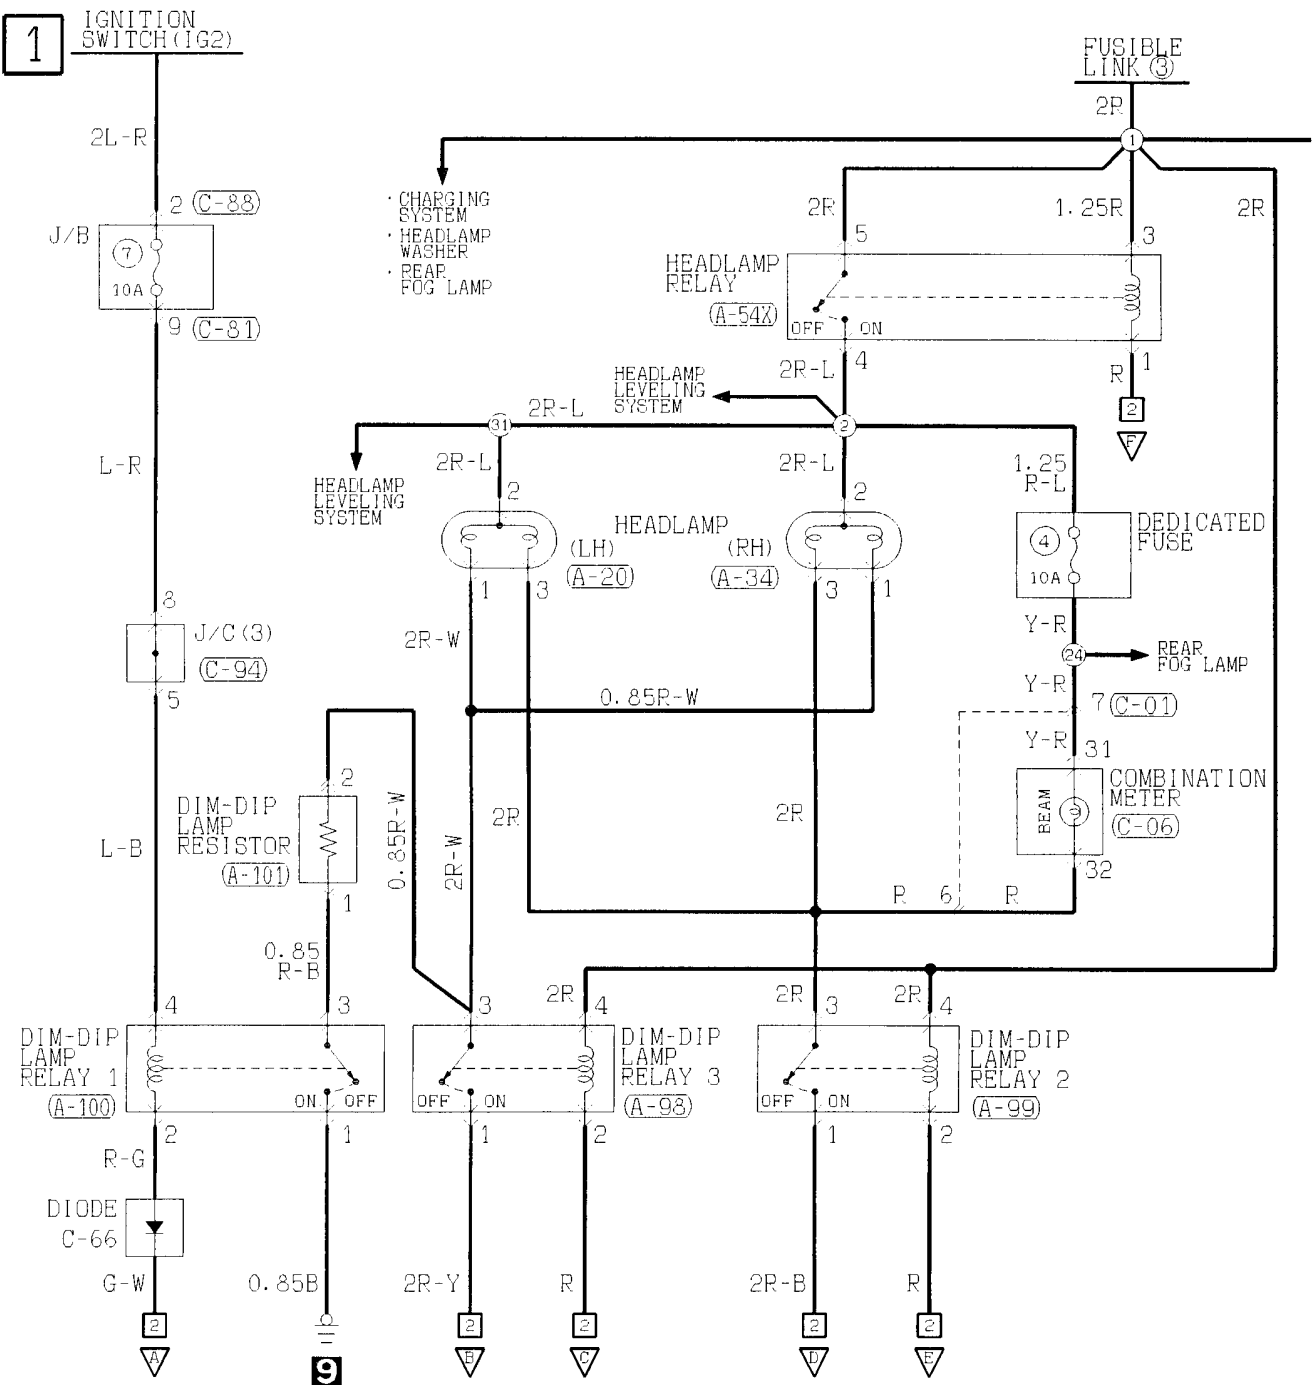 1
IGNITION
SWITCH(IG2)
FUSIBLE
LINK ③
2R
2L-R
1
· CHARGING
SYSTEM
· HEADLAMP
WASHER
· REAR
FOG LAMP
2 (C-88)
J/B
7
10A
9 (C-81)
2R
1.25R
2R
5
3
HEADLAMP
RELAY
(A-54X)
OFF
ON
4
1
2R-L
R
2
F
HEADLAMP
LEVELING
SYSTEM
2R-L
31
2
L-R
HEADLAMP
LEVELING
SYSTEM
2R-L
2R-L
1.25
R-L
2
2
HEADLAMP
(LH)
(A-20)
(RH)
(A-34)
1
3
3
1
4
10A
DEDICATED
FUSE
8
J/C(3)
(C-94)
5
2R-W
Y-R
24
REAR
FOG LAMP
Y-R
0.85R-W
7 (C-01)
Y-R
31
2
DIM-DIP
LAMP
RESISTOR
(A-101)
1
L-B
0.85R-W
2R-W
2R
2R
BEAM
COMBINATION
METER
(C-06)
32
R
6
R
0.85
R-B
4
3
3
2R
4
2R
3
2R
4
DIM-DIP
LAMP
RELAY 1
(A-100)
ON
OFF
OFF
ON
DIM-DIP
LAMP
RELAY 3
(A-98)
OFF
ON
DIM-DIP
LAMP
RELAY 2
(A-99)
2
1
1
2
1
2
R-G
DIODE
C-66
G-W
0.85B
2R-Y
R
2R-B
R
2
2
2
2
2
A
9
B
C
D
E